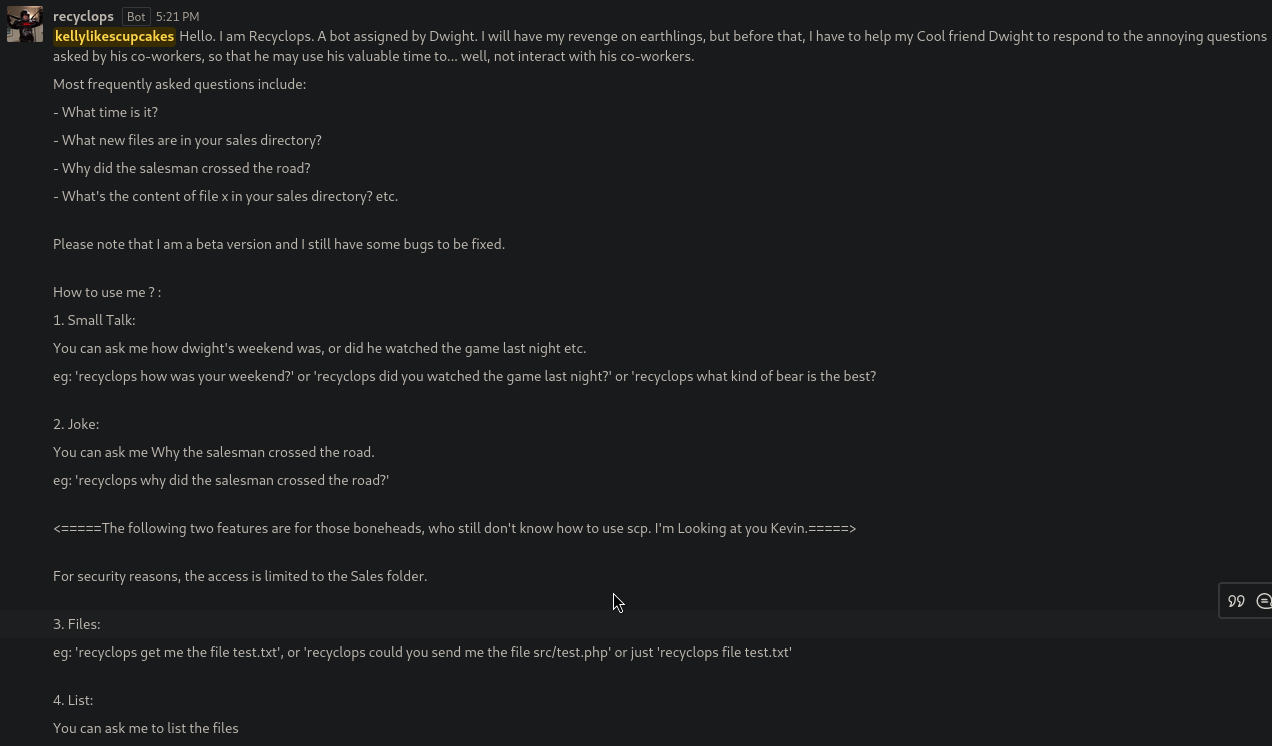 recyclops Bot 5:21 PM
kellylikescupcakes Hello. I am Recyclops. A bot assigned by Dwight. I will have my revenge on earthlings, but before that, I have to help my Cool friend Dwight to respond to the annoying questions
asked by his co-workers, so that he may use his valuable time to... well, not interact with his co-workers.
Most frequently asked questions include:
- What time is it?
- What new files are in your sales directory?
- Why did the salesman crossed the road?
- What's the content of file x in your sales directory? etc.
Please note that I am a beta version and I still have some bugs to be fixed.
How to use me ? :
1. Small Talk:
You can ask me how dwight's weekend was, or did he watched the game last night etc.
eg: 'recyclops how was your weekend?' or 'recyclops did you watched the game last night?' or 'recyclops what kind of bear is the best?
2. Joke:
You can ask me Why the salesman crossed the road.
eg: 'recyclops why did the salesman crossed the road?'
<=====The following two features are for those boneheads, who still don't know how to use scp. I'm Looking at you Kevin.=====>
For security reasons, the access is limited to the Sales folder.
3. Files:
eg: 'recyclops get me the file test.txt', or 'recyclops could you send me the file src/test.php' or just 'recyclops file test.txt'
4. List:
You can ask me to list the files